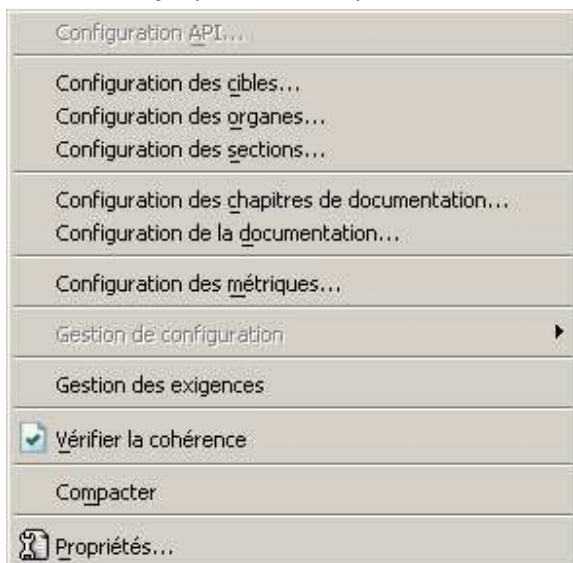 Configuration API...
Configuration des cibles...
Configuration des organes...
Configuration des sections...
Configuration des chapitres de documentation...
Configuration de la documentation...
Configuration des métriques...
Gestion de configuration
Gestion des exigences
Vérifier la cohérence
Compacter
Propriétés...